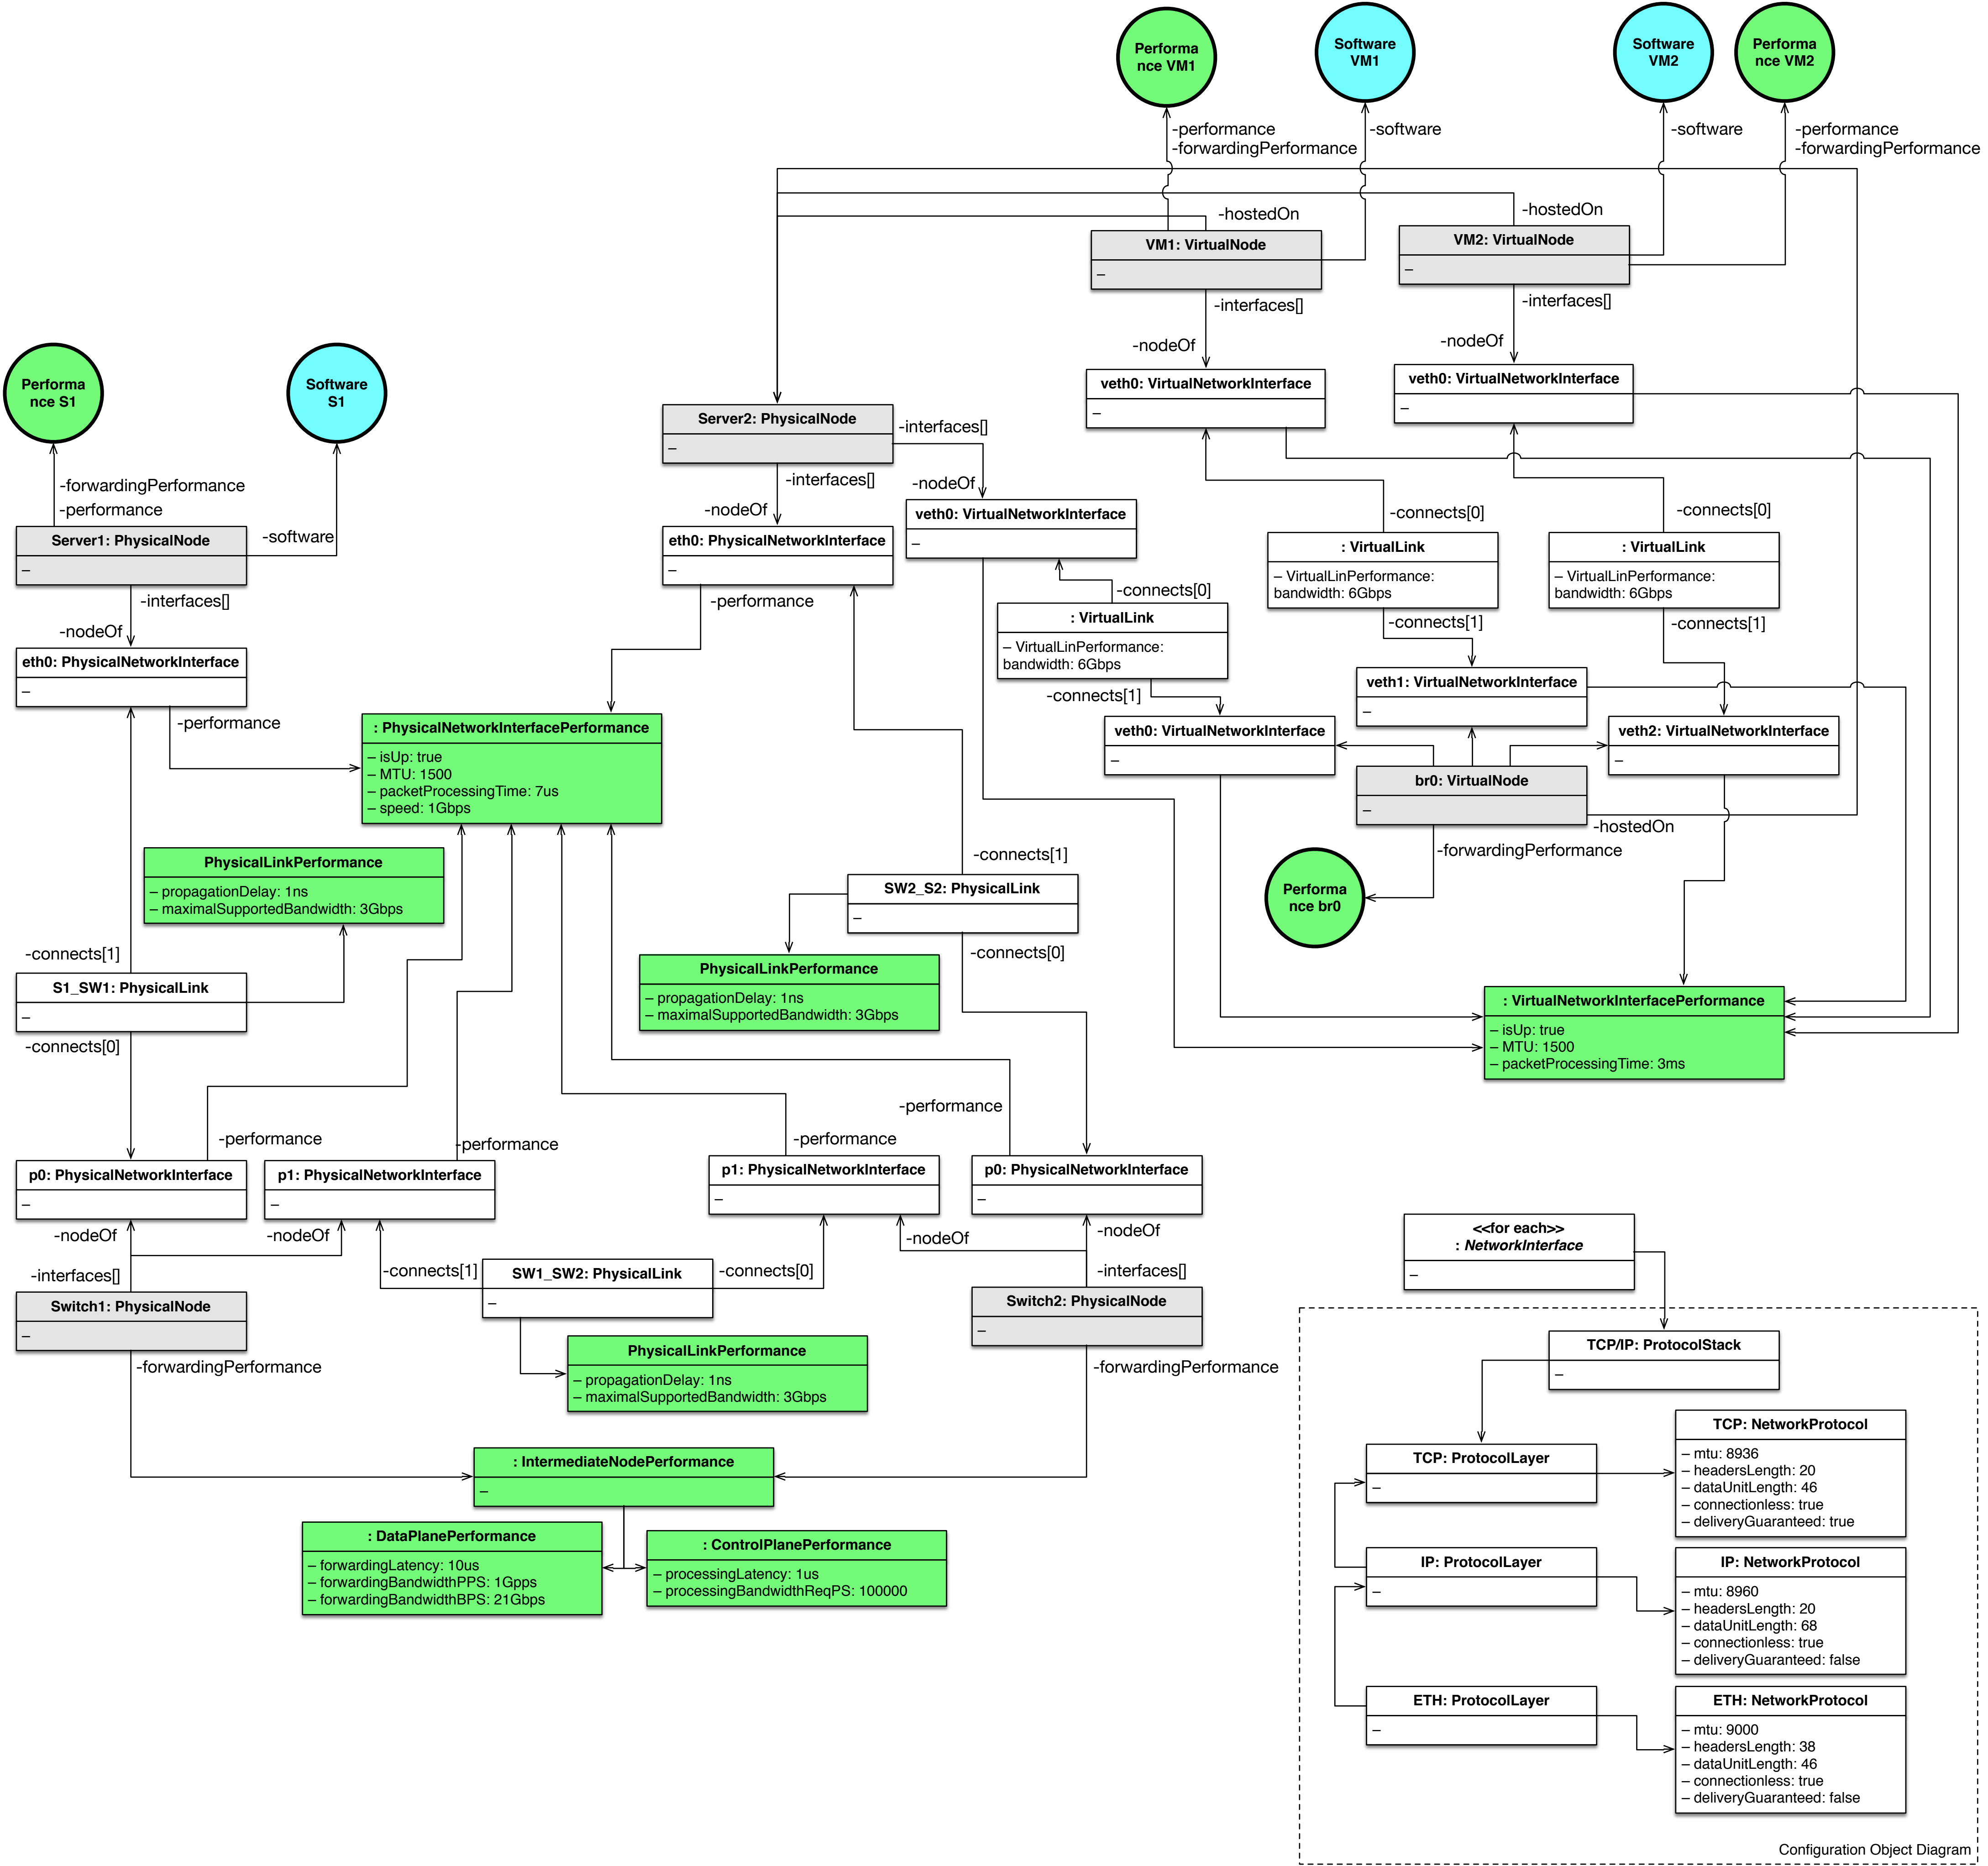 Performa
nce VM1
Software
VM1
Software
VM2
Performa
nce VM2
-performance
-forwardingPerformance
-software
-software
-performance
-forwardingPerformance
-hostedOn
-hostedOn
VM1: VirtualNode
–
VM2: VirtualNode
–
-interfaces[]
-interfaces[]
-nodeOf
-nodeOf
veth0: VirtualNetworkInterface
–
veth0: VirtualNetworkInterface
–
Performa
nce S1
Software
S1
Server2: PhysicalNode
–
-interfaces[]
-interfaces[]
-nodeOf
-nodeOf
-forwardingPerformance
-performance
-software
Server1: PhysicalNode
–
eth0: PhysicalNetworkInterface
–
veth0: VirtualNetworkInterface
–
-connects[0]
-connects[0]
: VirtualLink
– VirtualLinPerformance:
bandwidth: 6Gbps
: VirtualLink
– VirtualLinPerformance:
bandwidth: 6Gbps
-interfaces[]
-nodeOf
-performance
-connects[0]
: VirtualLink
– VirtualLinPerformance:
bandwidth: 6Gbps
-connects[1]
-connects[1]
-connects[1]
eth0: PhysicalNetworkInterface
–
-performance
: PhysicalNetworkInterfacePerformance
– isUp: true
– MTU: 1500
– packetProcessingTime: 7us
– speed: 1Gbps
veth0: VirtualNetworkInterface
–
veth1: VirtualNetworkInterface
–
veth2: VirtualNetworkInterface
–
br0: VirtualNode
–
-hostedOn
-forwardingPerformance
Performa
nce br0
PhysicalLinkPerformance
– propagationDelay: 1ns
– maximalSupportedBandwidth: 3Gbps
-connects[1]
SW2_S2: PhysicalLink
–
-connects[0]
-connects[1]
S1_SW1: PhysicalLink
–
-connects[0]
PhysicalLinkPerformance
– propagationDelay: 1ns
– maximalSupportedBandwidth: 3Gbps
: VirtualNetworkInterfacePerformance
– isUp: true
– MTU: 1500
– packetProcessingTime: 3ms
-performance
-performance
-performance
-performance
p0: PhysicalNetworkInterface
–
p1: PhysicalNetworkInterface
–
p1: PhysicalNetworkInterface
–
p0: PhysicalNetworkInterface
–
-nodeOf
-nodeOf
-nodeOf
-nodeOf
-interfaces[]
-connects[1]
SW1_SW2: PhysicalLink
–
-connects[0]
-interfaces[]
Switch1: PhysicalNode
–
Switch2: PhysicalNode
–
-forwardingPerformance
-forwardingPerformance
PhysicalLinkPerformance
– propagationDelay: 1ns
– maximalSupportedBandwidth: 3Gbps
: IntermediateNodePerformance
–
: DataPlanePerformance
– forwardingLatency: 10us
– forwardingBandwidthPPS: 1Gpps
– forwardingBandwidthBPS: 21Gbps
: ControlPlanePerformance
– processingLatency: 1us
– processingBandwidthReqPS: 100000
<<for each>>
: NetworkInterface
–
TCP/IP: ProtocolStack
–
TCP: ProtocolLayer
–
TCP: NetworkProtocol
– mtu: 8936
– headersLength: 20
– dataUnitLength: 46
– connectionless: true
– deliveryGuaranteed: true
IP: ProtocolLayer
–
IP: NetworkProtocol
– mtu: 8960
– headersLength: 20
– dataUnitLength: 68
– connectionless: true
– deliveryGuaranteed: false
ETH: ProtocolLayer
–
ETH: NetworkProtocol
– mtu: 9000
– headersLength: 38
– dataUnitLength: 46
– connectionless: true
– deliveryGuaranteed: false
Configuration Object Diagram